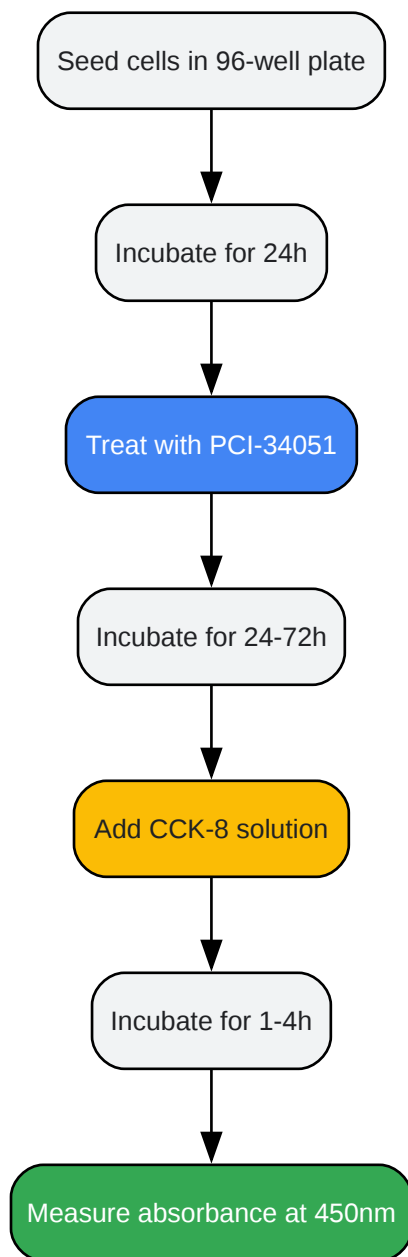 Seed cells in 96-well plate
Incubate for 24h
Treat with PCI-34051
Incubate for 24-72h
Add CCK-8 solution
Incubate for 1-4h
Measure absorbance at 450nm